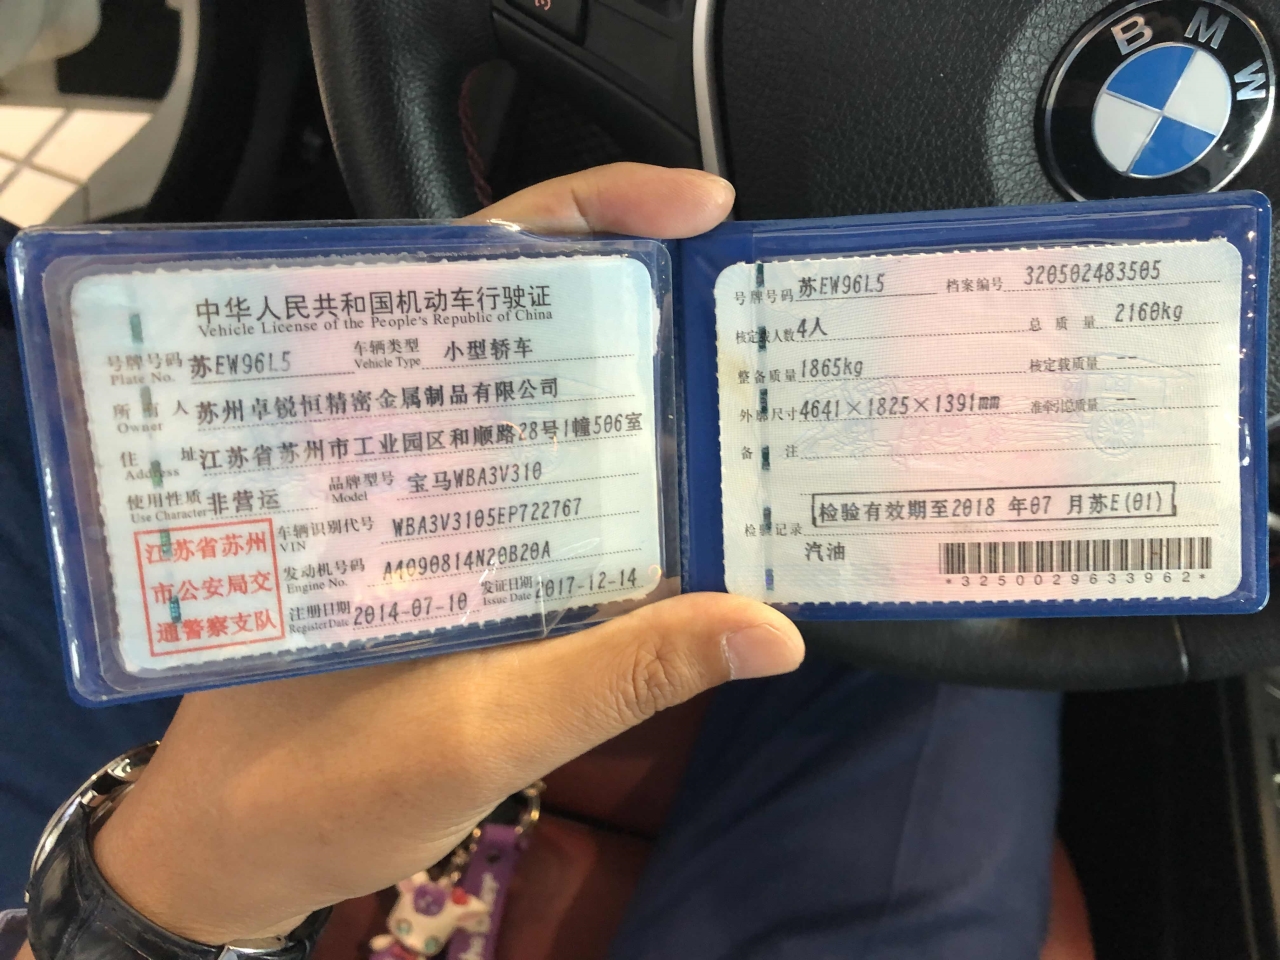 BMW
中华人民共和国机动车行驶证
Vehicle License of the People's Republic of China
号牌号码 苏EW96L5 车辆类型 小型轿车
Plate No. Vehicle Type
所有人 苏州卓锐恒精密金属制品有限公司
Owner
住址 江苏省苏州市工业园区和顺路28号1幢506室
Address
使用性质 非营运 品牌型号 宝马WBA3V310
Use Character Model
江苏省苏州
市公安局交
通警察支队
车辆识别代号 WBA3V3105EP722767
VIN
发动机号码 A4090814N20B20A
Engine No.
注册日期 2014-07-10 发证日期 2017-12-14
Register Date Issue Date
号牌号码 苏EW96L5 档案编号 320502483505
核定载人数 4人 总质量 2160kg
整备质量 1865kg 核定载质量 --
外廓尺寸 4641×1825×1391mm 准牵引总质量 --
备注
检验有效期至2018 年07 月苏E(01)
检验记录
汽油
*3250029633962*